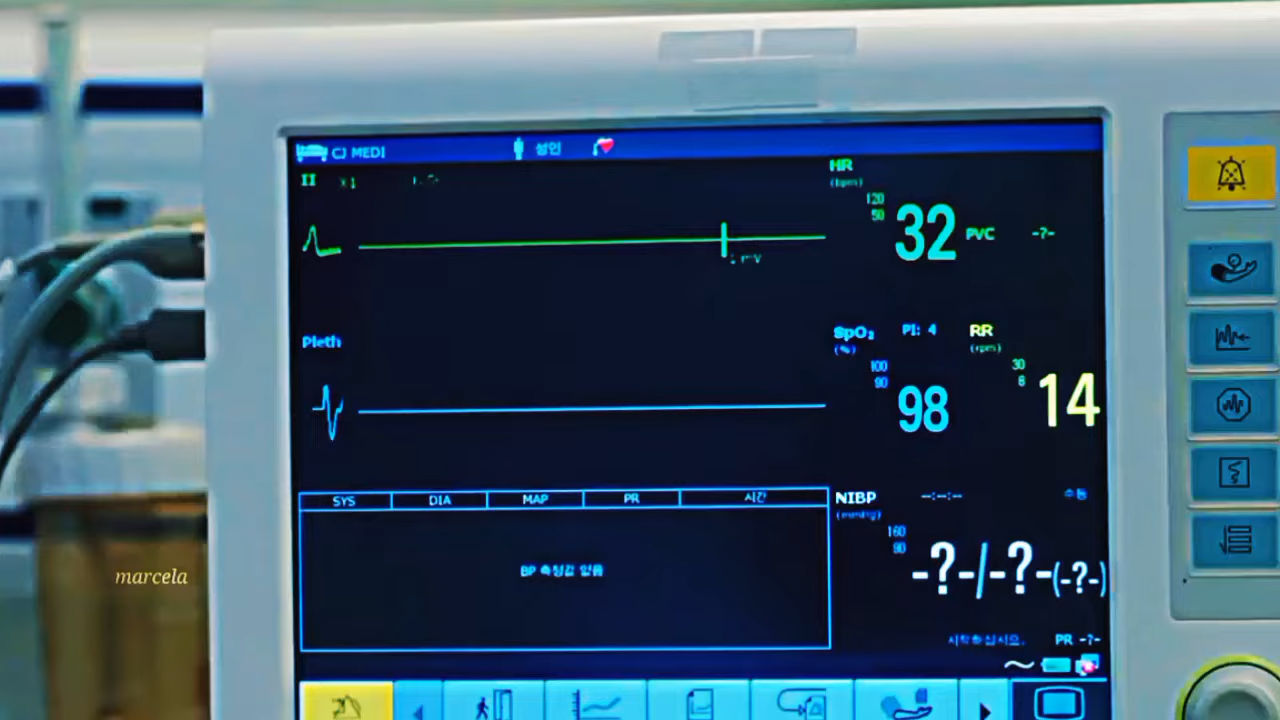 CJ MEDI 성인
II X1
HR
(bpm)
120
50
32 PVC -?-
1 mV
Pleth
SpO₂ PI: 4 RR
(%) (rpm)
100
90
98
30
8
14
SYS DIA MAP PR 시간
BP 측정값 없음
NIBP --:--:-- 수동
(mmHg)
160
90
-?-/-?-(-?-)
시작하십시오. PR -?-
marcela